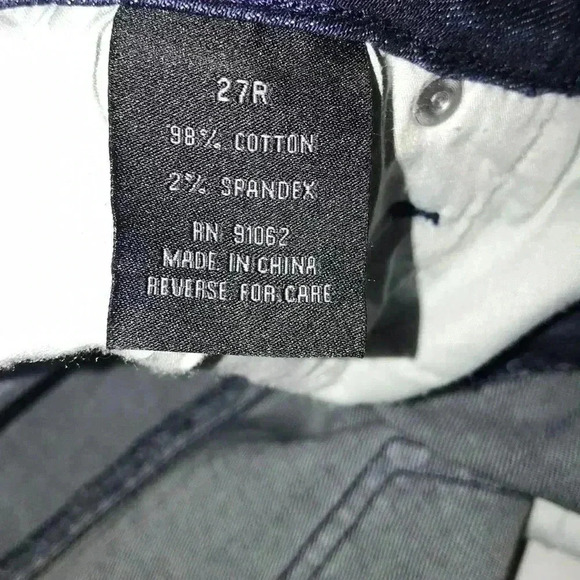 27R
98% COTTON
2% SPANDEX
RN 91062
MADE IN CHINA
REVERSE FOR CARE